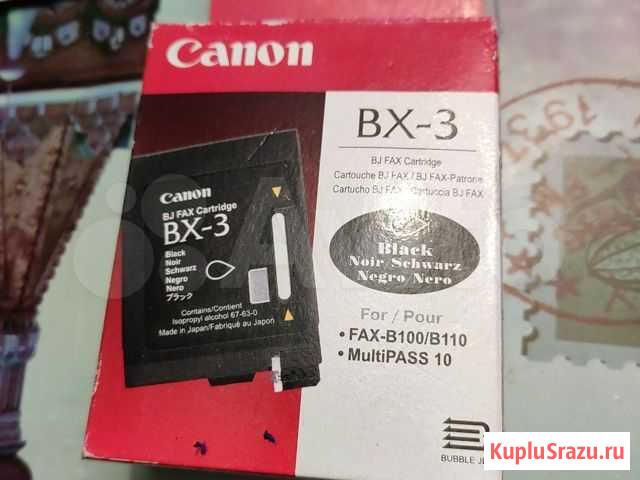 Canon
BX-3
BJ FAX Cartridge
Cartouche BJ FAX / BJ FAX-Patrone
Cartucho BJ FAX / Cartuccia BJ FAX
Black
Noir Schwarz
Negro Nero
For / Pour
• FAX-B100/B110
• MultiPASS 10
Canon
BJ FAX Cartridge
BX-3
Black
Noir
Schwarz
Negro
Nero
ブラック
Contains/Contient
Isopropyl alcohol 67-63-0
Made in Japan/Fabriqué au Japon
BUBBLE
KupluSrazu.ru